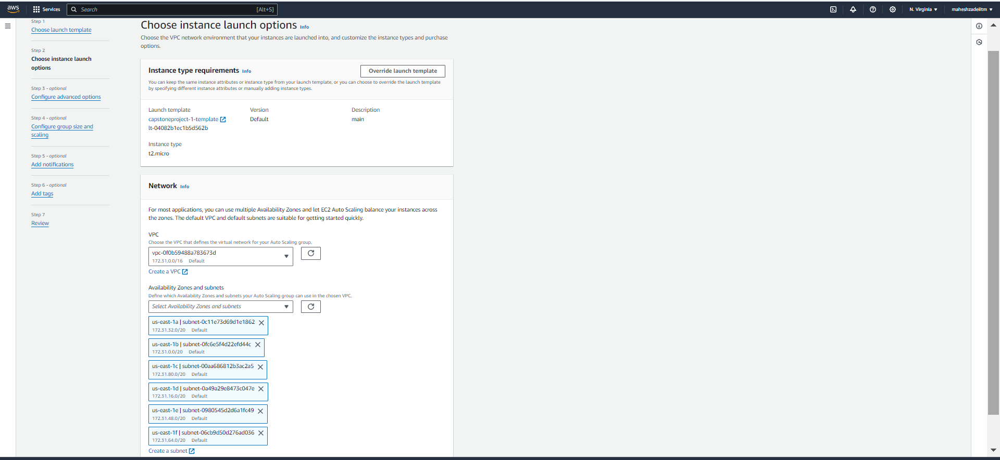 aws
Services
Search
[Alt+S]
N. Virginia
maheshzadeiitm
Step 1
Choose launch template
Step 2
Choose instance launch
options
Step 3 - optional
Configure advanced options
Step 4 - optional
Configure group size and
scaling
Step 5 - optional
Add notifications
Step 6 - optional
Add tags
Step 7
Review
Choose instance launch options Info
Choose the VPC network environment that your instances are launched into, and customize the instance types and purchase
options.
Instance type requirements Info
Override launch template
You can keep the same instance attributes or instance type from your launch template, or you can choose to override the launch template
by specifying different instance attributes or manually adding instance types.
Launch template
capstoneproject-1-template
lt-04082b1ec1b5d562b
Version
Default
Description
main
Instance type
t2.micro
Network Info
For most applications, you can use multiple Availability Zones and let EC2 Auto Scaling balance your instances across
the zones. The default VPC and default subnets are suitable for getting started quickly.
VPC
Choose the VPC that defines the virtual network for your Auto Scaling group.
vpc-0f0b59488a783673d
172.31.0.0/16 Default
Create a VPC
Availability Zones and subnets
Define which Availability Zones and subnets your Auto Scaling group can use in the chosen VPC.
Select Availability Zones and subnets
us-east-1a | subnet-0c11e73d69d1e1862
172.31.32.0/20 Default
us-east-1b | subnet-0fc6e5f4d22efd44c
172.31.0.0/20 Default
us-east-1c | subnet-00aa686812b3ac2a5
172.31.80.0/20 Default
us-east-1d | subnet-0a49a29e8473c047e
172.31.16.0/20 Default
us-east-1e | subnet-0980545d2d6a1fc49
172.31.48.0/20 Default
us-east-1f | subnet-06cb9d50d276ad036
172.31.64.0/20 Default
Create a subnet